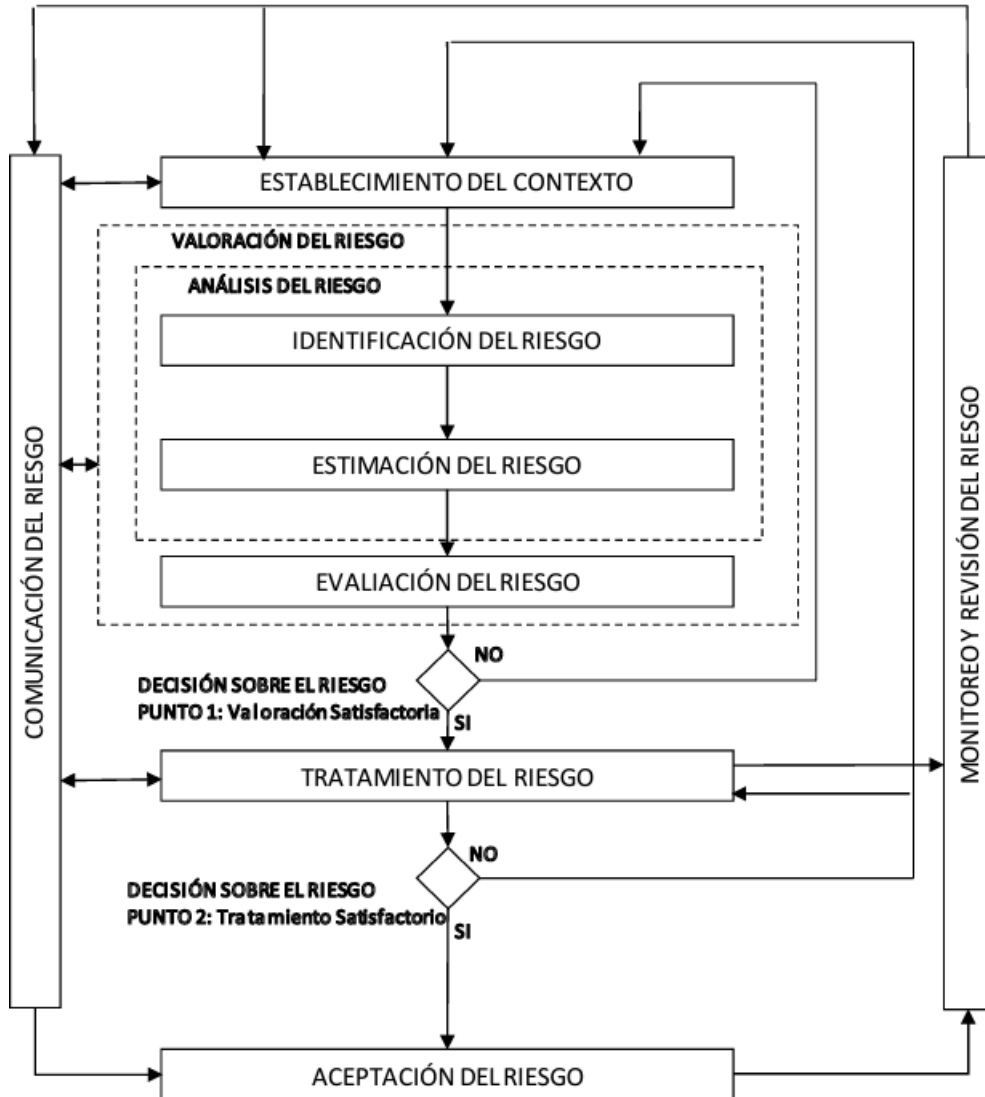 ESTABLECIMIENTO DEL CONTEXTO
VALORACIÓN DEL RIESGO
ANÁLISIS DEL RIESGO
IDENTIFICACIÓN DEL RIESGO
ESTIMACIÓN DEL RIESGO
EVALIACIÓN DEL RIESGO
NO
DECISIÓN SOBRE EL RIESGO
PUNTO 1: Valoración Satisfactoria
SI
TRATAMIENTO DEL RIESGO
NO
DECISIÓN SOBRE EL RIESGO
PUNTO 2: Tratamiento Satisfactorio
SI
ACEPTACIÓN DEL RIESGO
COMUNICACIÓN DEL RIESGO
MONITOREO Y REVISIÓN DEL RIESGO